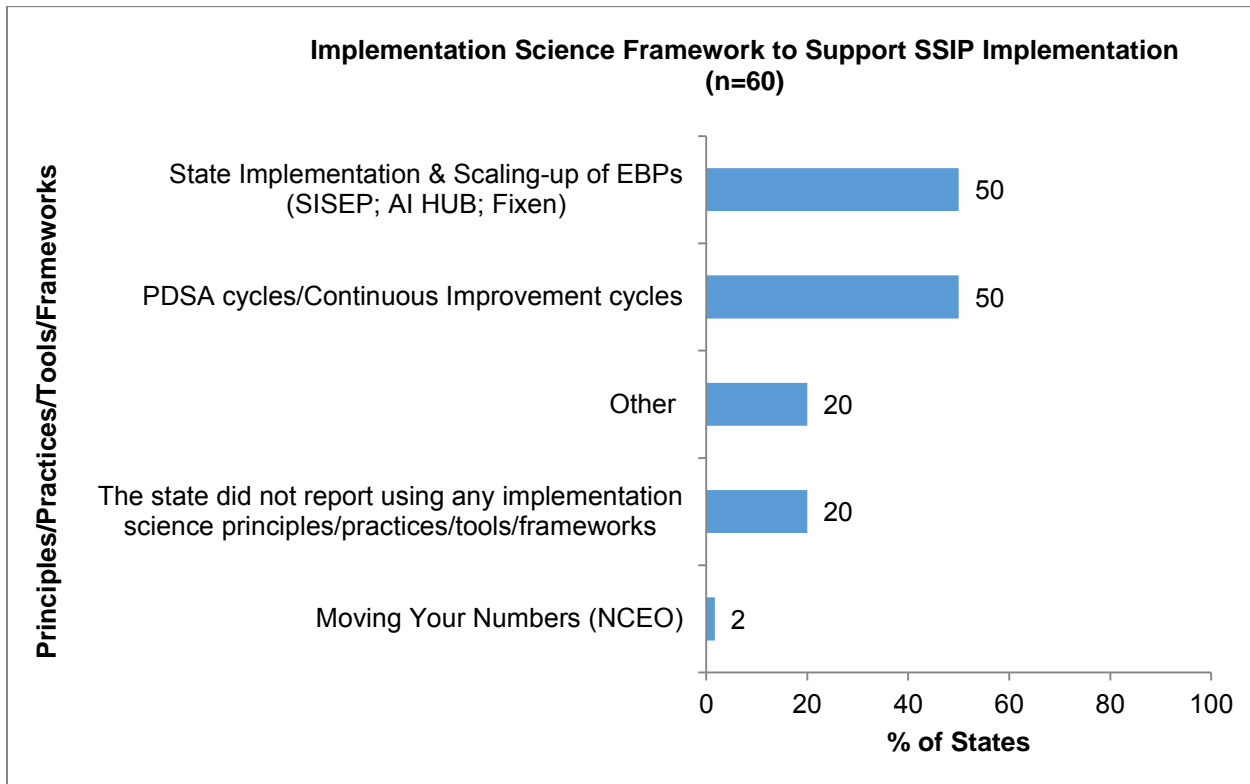 Implementation Science Framework to Support SSIP Implementation
(n=60)
Principles/Practices/Tools/Frameworks
State Implementation & Scaling-up of EBPs
(SISEP; AI HUB; Fixen)
50
PDSA cycles/Continuous Improvement cycles
50
Other
20
The state did not report using any implementation
science principles/practices/tools/frameworks
20
Moving Your Numbers (NCEO)
2
0 20 40 60 80 100
% of States